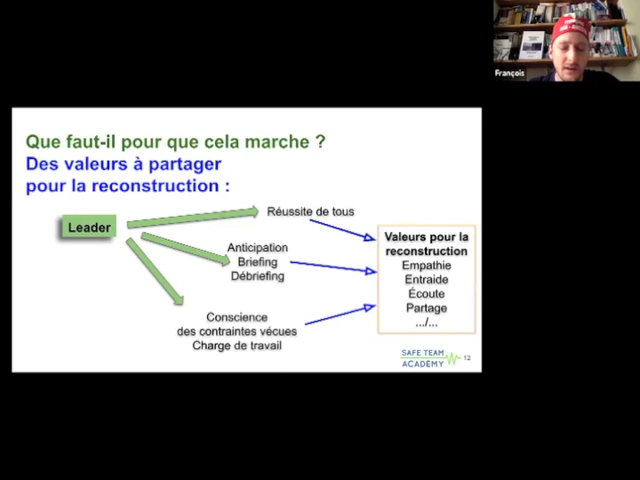 François
Que faut-il pour que cela marche ?
Des valeurs à partager
pour la reconstruction :
Leader
Réussite de tous
Anticipation
Briefing
Débriefing
Conscience
des contraintes vécues
Charge de travail
Valeurs pour la
reconstruction
Empathie
Entraide
Écoute
Partage
.../...
SAFE TEAM
ACADEMY
12